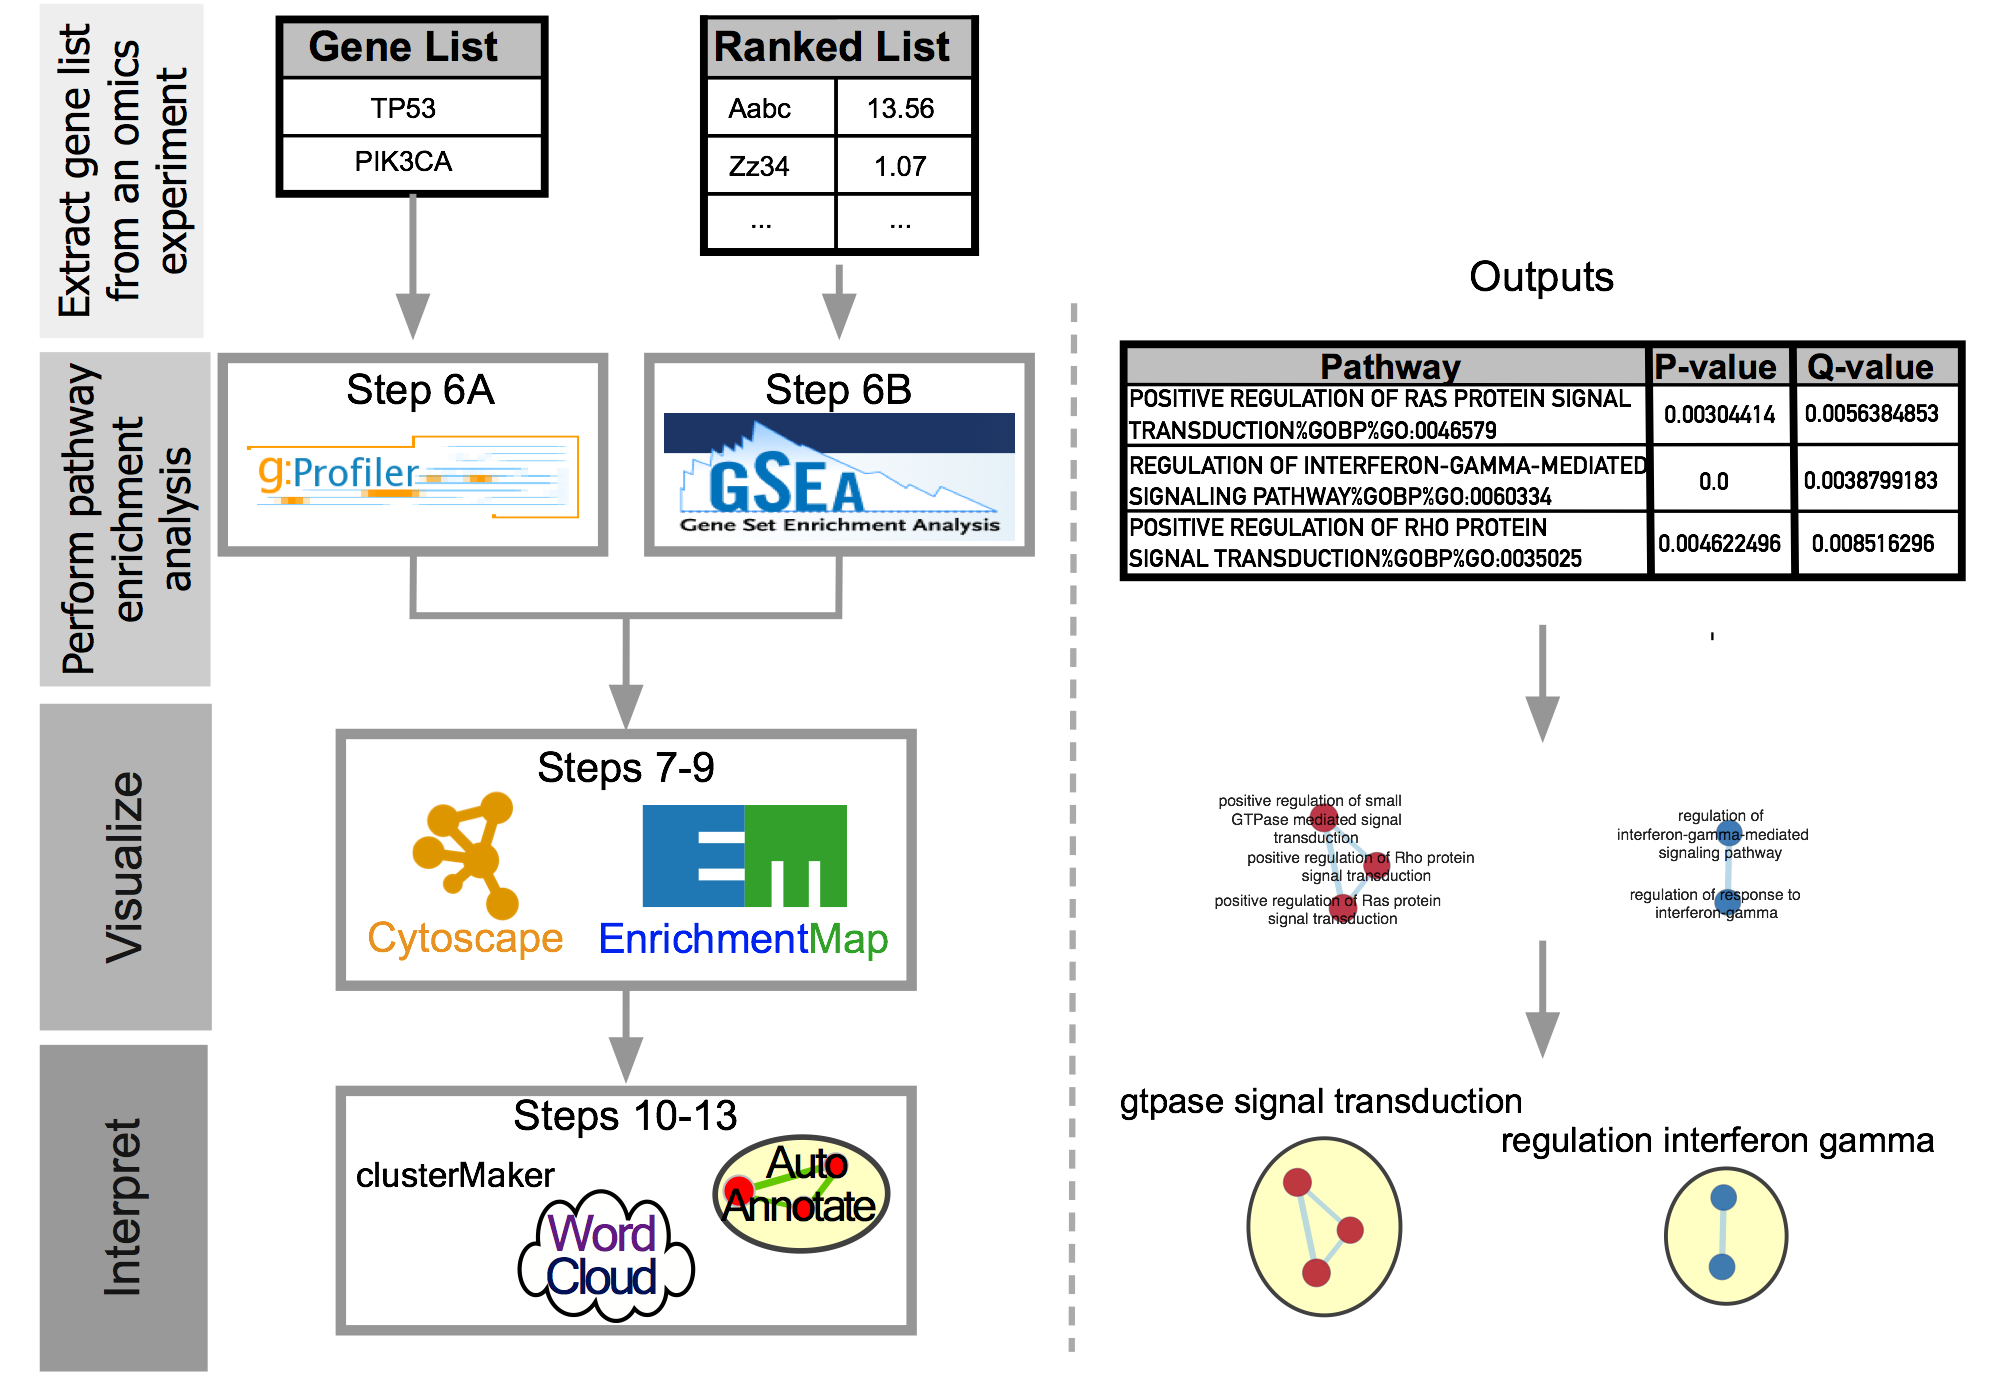 Extract gene list
from an omics
experiment
Gene List
TP53
PIK3CA
Ranked List
Aabc 13.56
Zz34 1.07
... ...
Perform pathway
enrichment
analysis
Step 6A
g:Profiler
Step 6B
GSEA
Gene Set Enrichment Analysis
Visualize
Steps 7-9
Cytoscape
EnrichmentMap
EM
Interpret
Steps 10-13
clusterMaker
Word
Cloud
Auto
Annotate
Outputs
Pathway P-value Q-value
POSITIVE REGULATION OF RAS PROTEIN SIGNAL
TRANSDUCTION%GOBP%GO:0046579
0.00304414 0.0056384853
REGULATION OF INTERFERON-GAMMA-MEDIATED
SIGNALING PATHWAY%GOBP%GO:0060334
0.0 0.0038799183
POSITIVE REGULATION OF RHO PROTEIN
SIGNAL TRANSDUCTION%GOBP%GO:0035025
0.004622496 0.008516296
positive regulation of small
GTPase mediated signal
transduction
positive regulation of Rho protein
signal transduction
positive regulation of Ras protein
signal transduction
regulation of
interferon-gamma-mediated
signaling pathway
regulation of response to
interferon-gamma
gtpase signal transduction
regulation interferon gamma